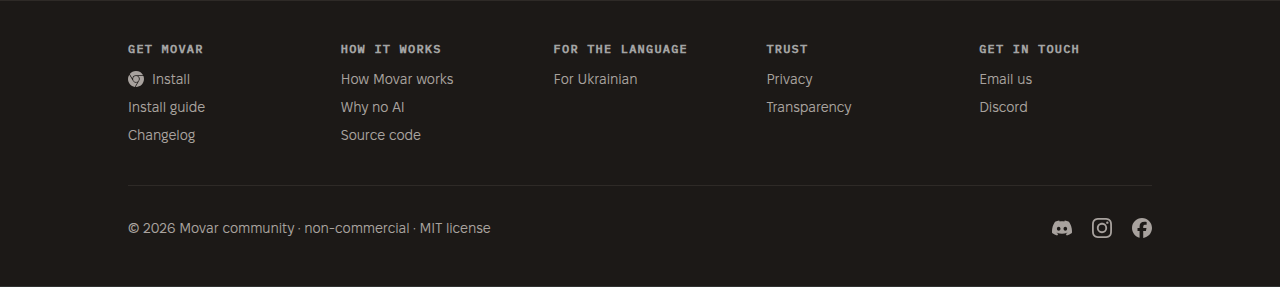 GET MOVAR
Install
Install guide
Changelog
HOW IT WORKS
How Movar works
Why no AI
Source code
FOR THE LANGUAGE
For Ukrainian
TRUST
Privacy
Transparency
GET IN TOUCH
Email us
Discord
© 2026 Movar community · non-commercial · MIT license